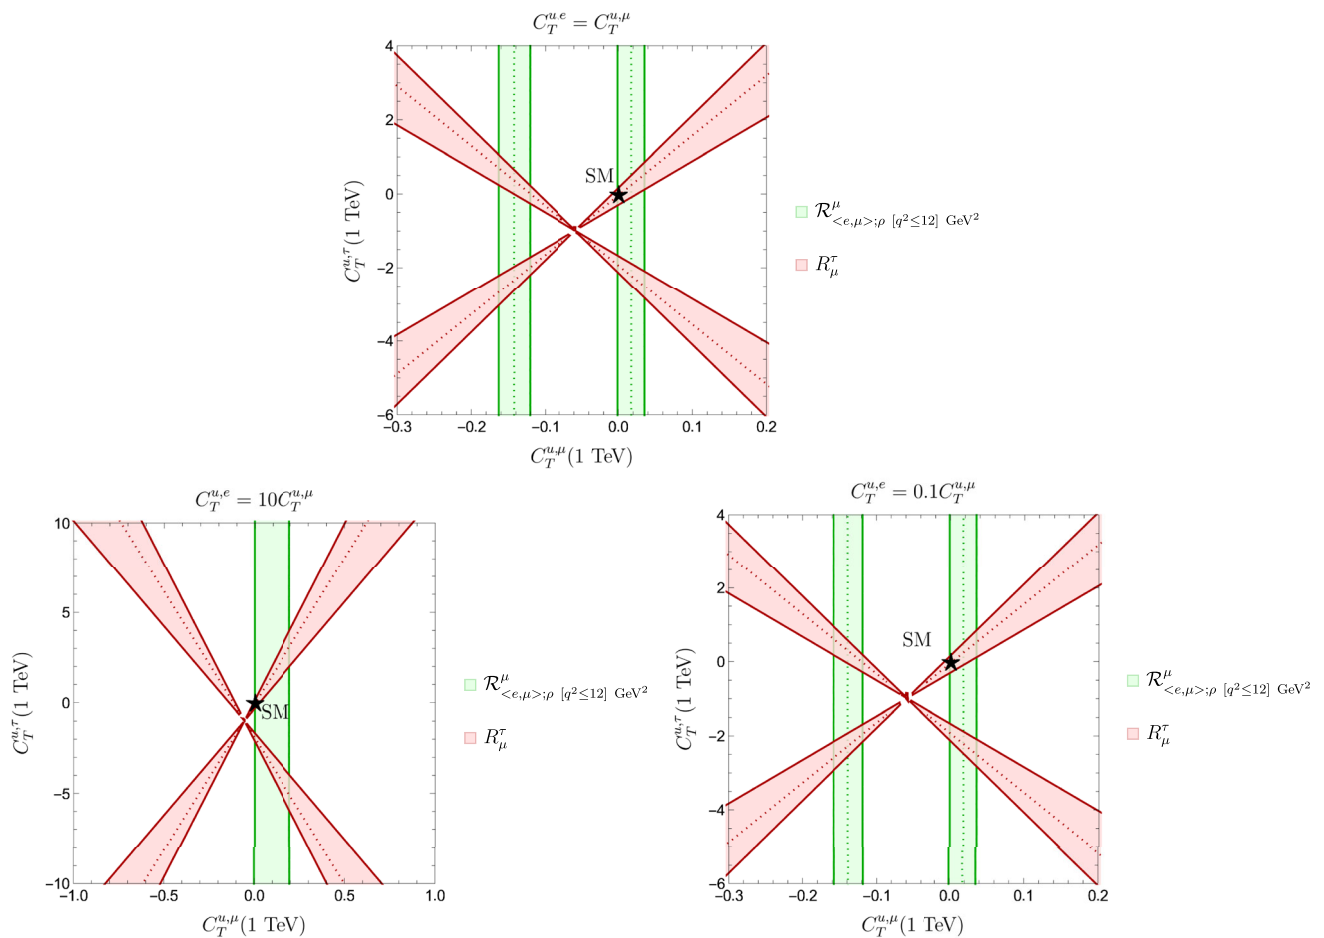 C_T^{u,e} = C_T^{u,μ}
4
2
0
−2
−4
−6
−0.3 −0.2 −0.1 0.0 0.1 0.2
C_T^{u,τ}(1 TeV)
C_T^{u,μ}(1 TeV)
SM
ℛ^μ_{<e,μ>;ρ [q²≤12] GeV²}
R_μ^τ
C_T^{u,e} = 10C_T^{u,μ}
10
5
0
−5
−10
−1.0 −0.5 0.0 0.5 1.0
C_T^{u,τ}(1 TeV)
C_T^{u,μ}(1 TeV)
SM
ℛ^μ_{<e,μ>;ρ [q²≤12] GeV²}
R_μ^τ
C_T^{u,e} = 0.1C_T^{u,μ}
4
2
0
−2
−4
−6
−0.3 −0.2 −0.1 0.0 0.1 0.2
C_T^{u,τ}(1 TeV)
C_T^{u,μ}(1 TeV)
SM
ℛ^μ_{<e,μ>;ρ [q²≤12] GeV²}
R_μ^τ